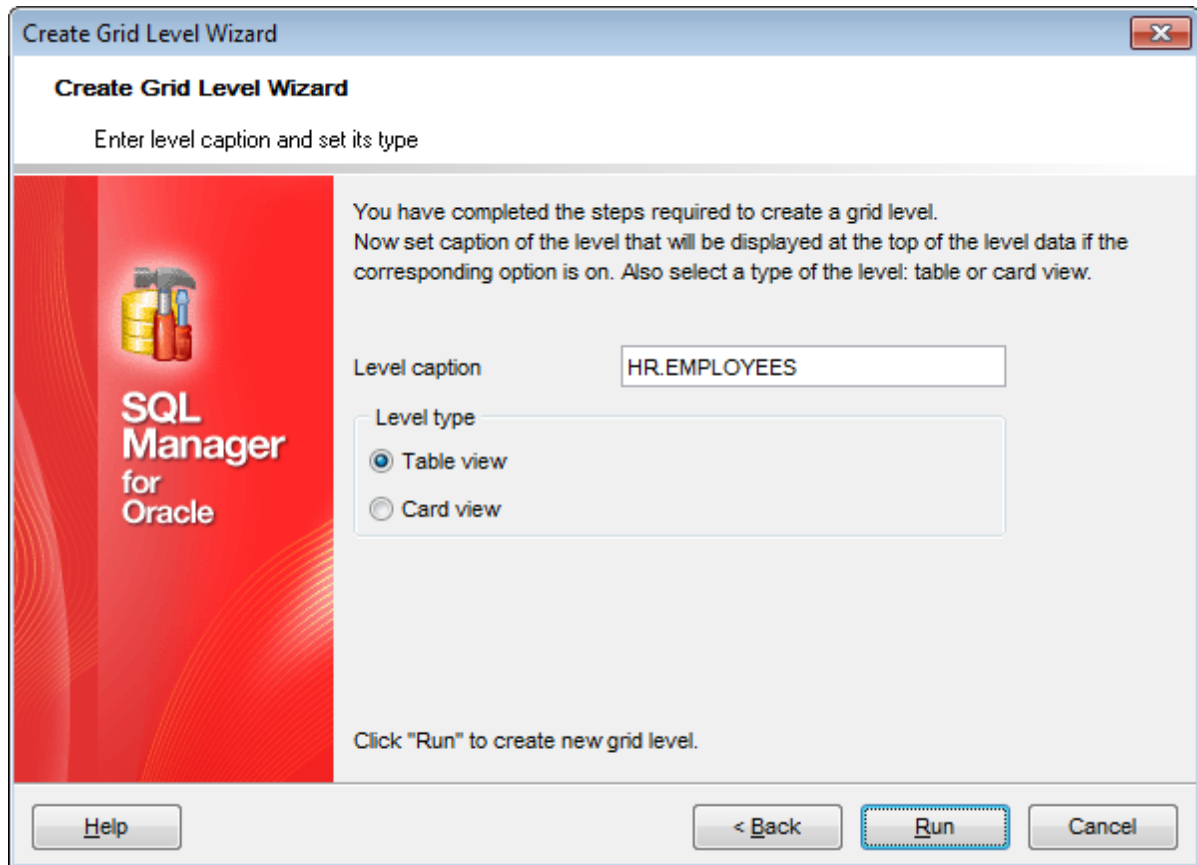 Create Grid Level Wizard
Create Grid Level Wizard
Enter level caption and set its type
You have completed the steps required to create a grid level.
Now set caption of the level that will be displayed at the top of the level data if the
corresponding option is on. Also select a type of the level: table or card view.
SQL
Manager
for
Oracle
Level caption HR.EMPLOYEES
Level type
Table view
Card view
Click "Run" to create new grid level.
Help < Back Run Cancel